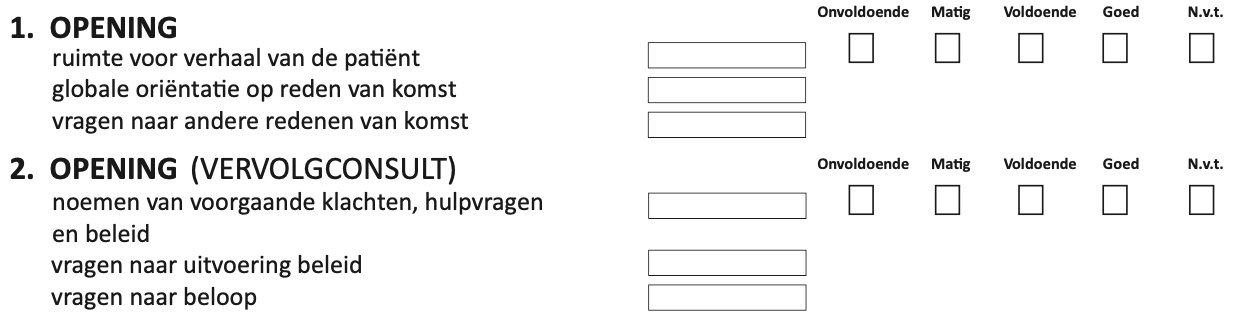 1. OPENING Onvoldoende Matig Voldoende Goed N.v.t.
ruimte voor verhaal van de patiënt
globale oriëntatie op reden van komst
vragen naar andere redenen van komst
2. OPENING (VERVOLGCONSULT) Onvoldoende Matig Voldoende Goed N.v.t.
noemen van voorgaande klachten, hulpvragen
en beleid
vragen naar uitvoering beleid
vragen naar beloop